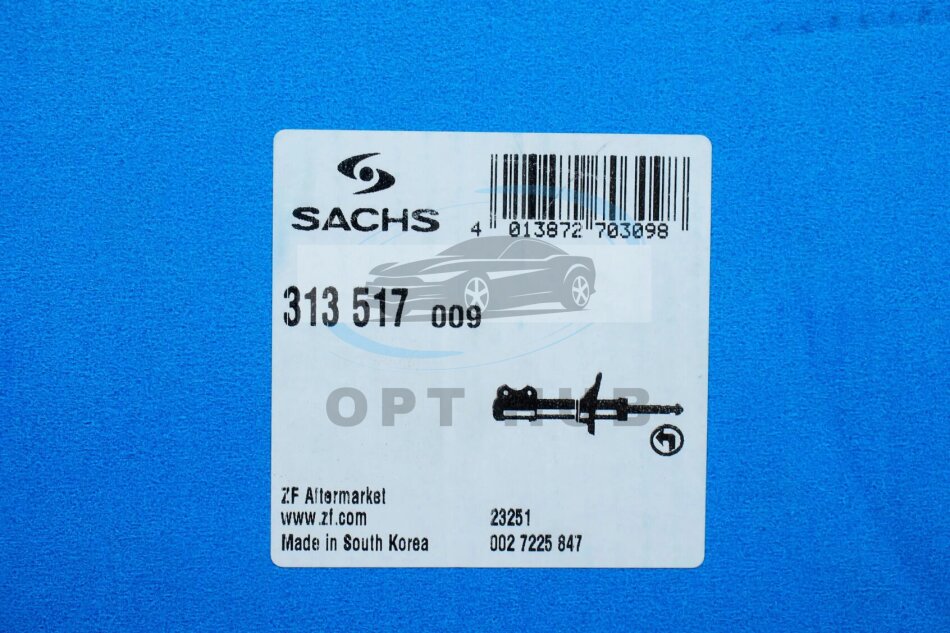 SACHS
4 013872 703098
313 517 009
OPT HUB
ZF Aftermarket
www.zf.com
23251
Made in South Korea
002 7225 847